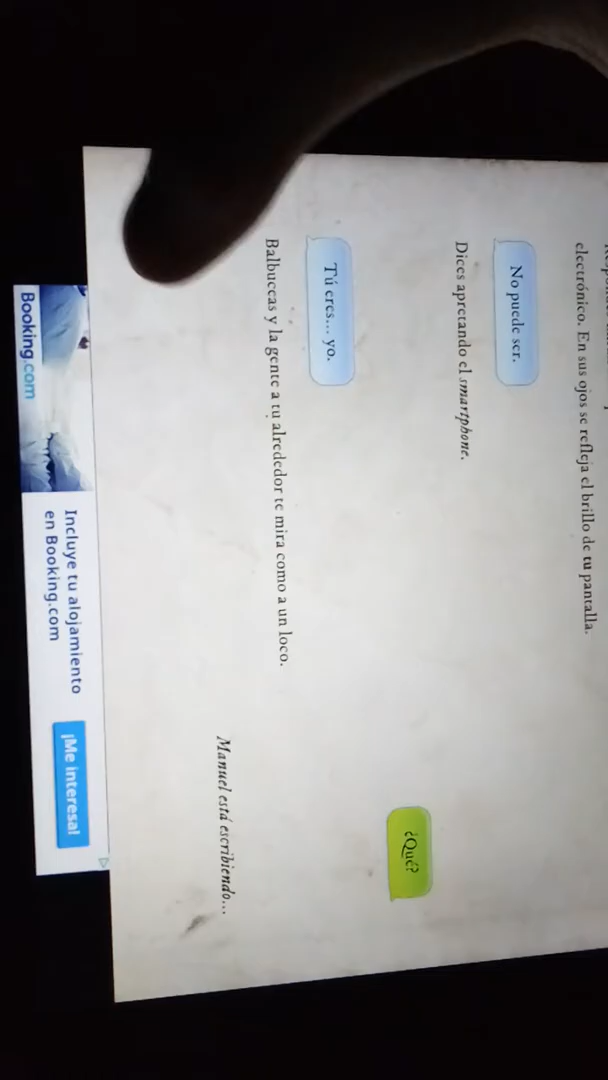 electrónico. En sus ojos se refleja el brillo de tu pantalla.
No puede ser.
Dices apretando el smartphone.
¿Qué?
Tú eres... yo.
Balbuceas y la gente a tu alrededor te mira como a un loco.
Manuel está escribiendo...
Incluye tu alojamiento
en Booking.com
¡Me interesa!
Booking.com